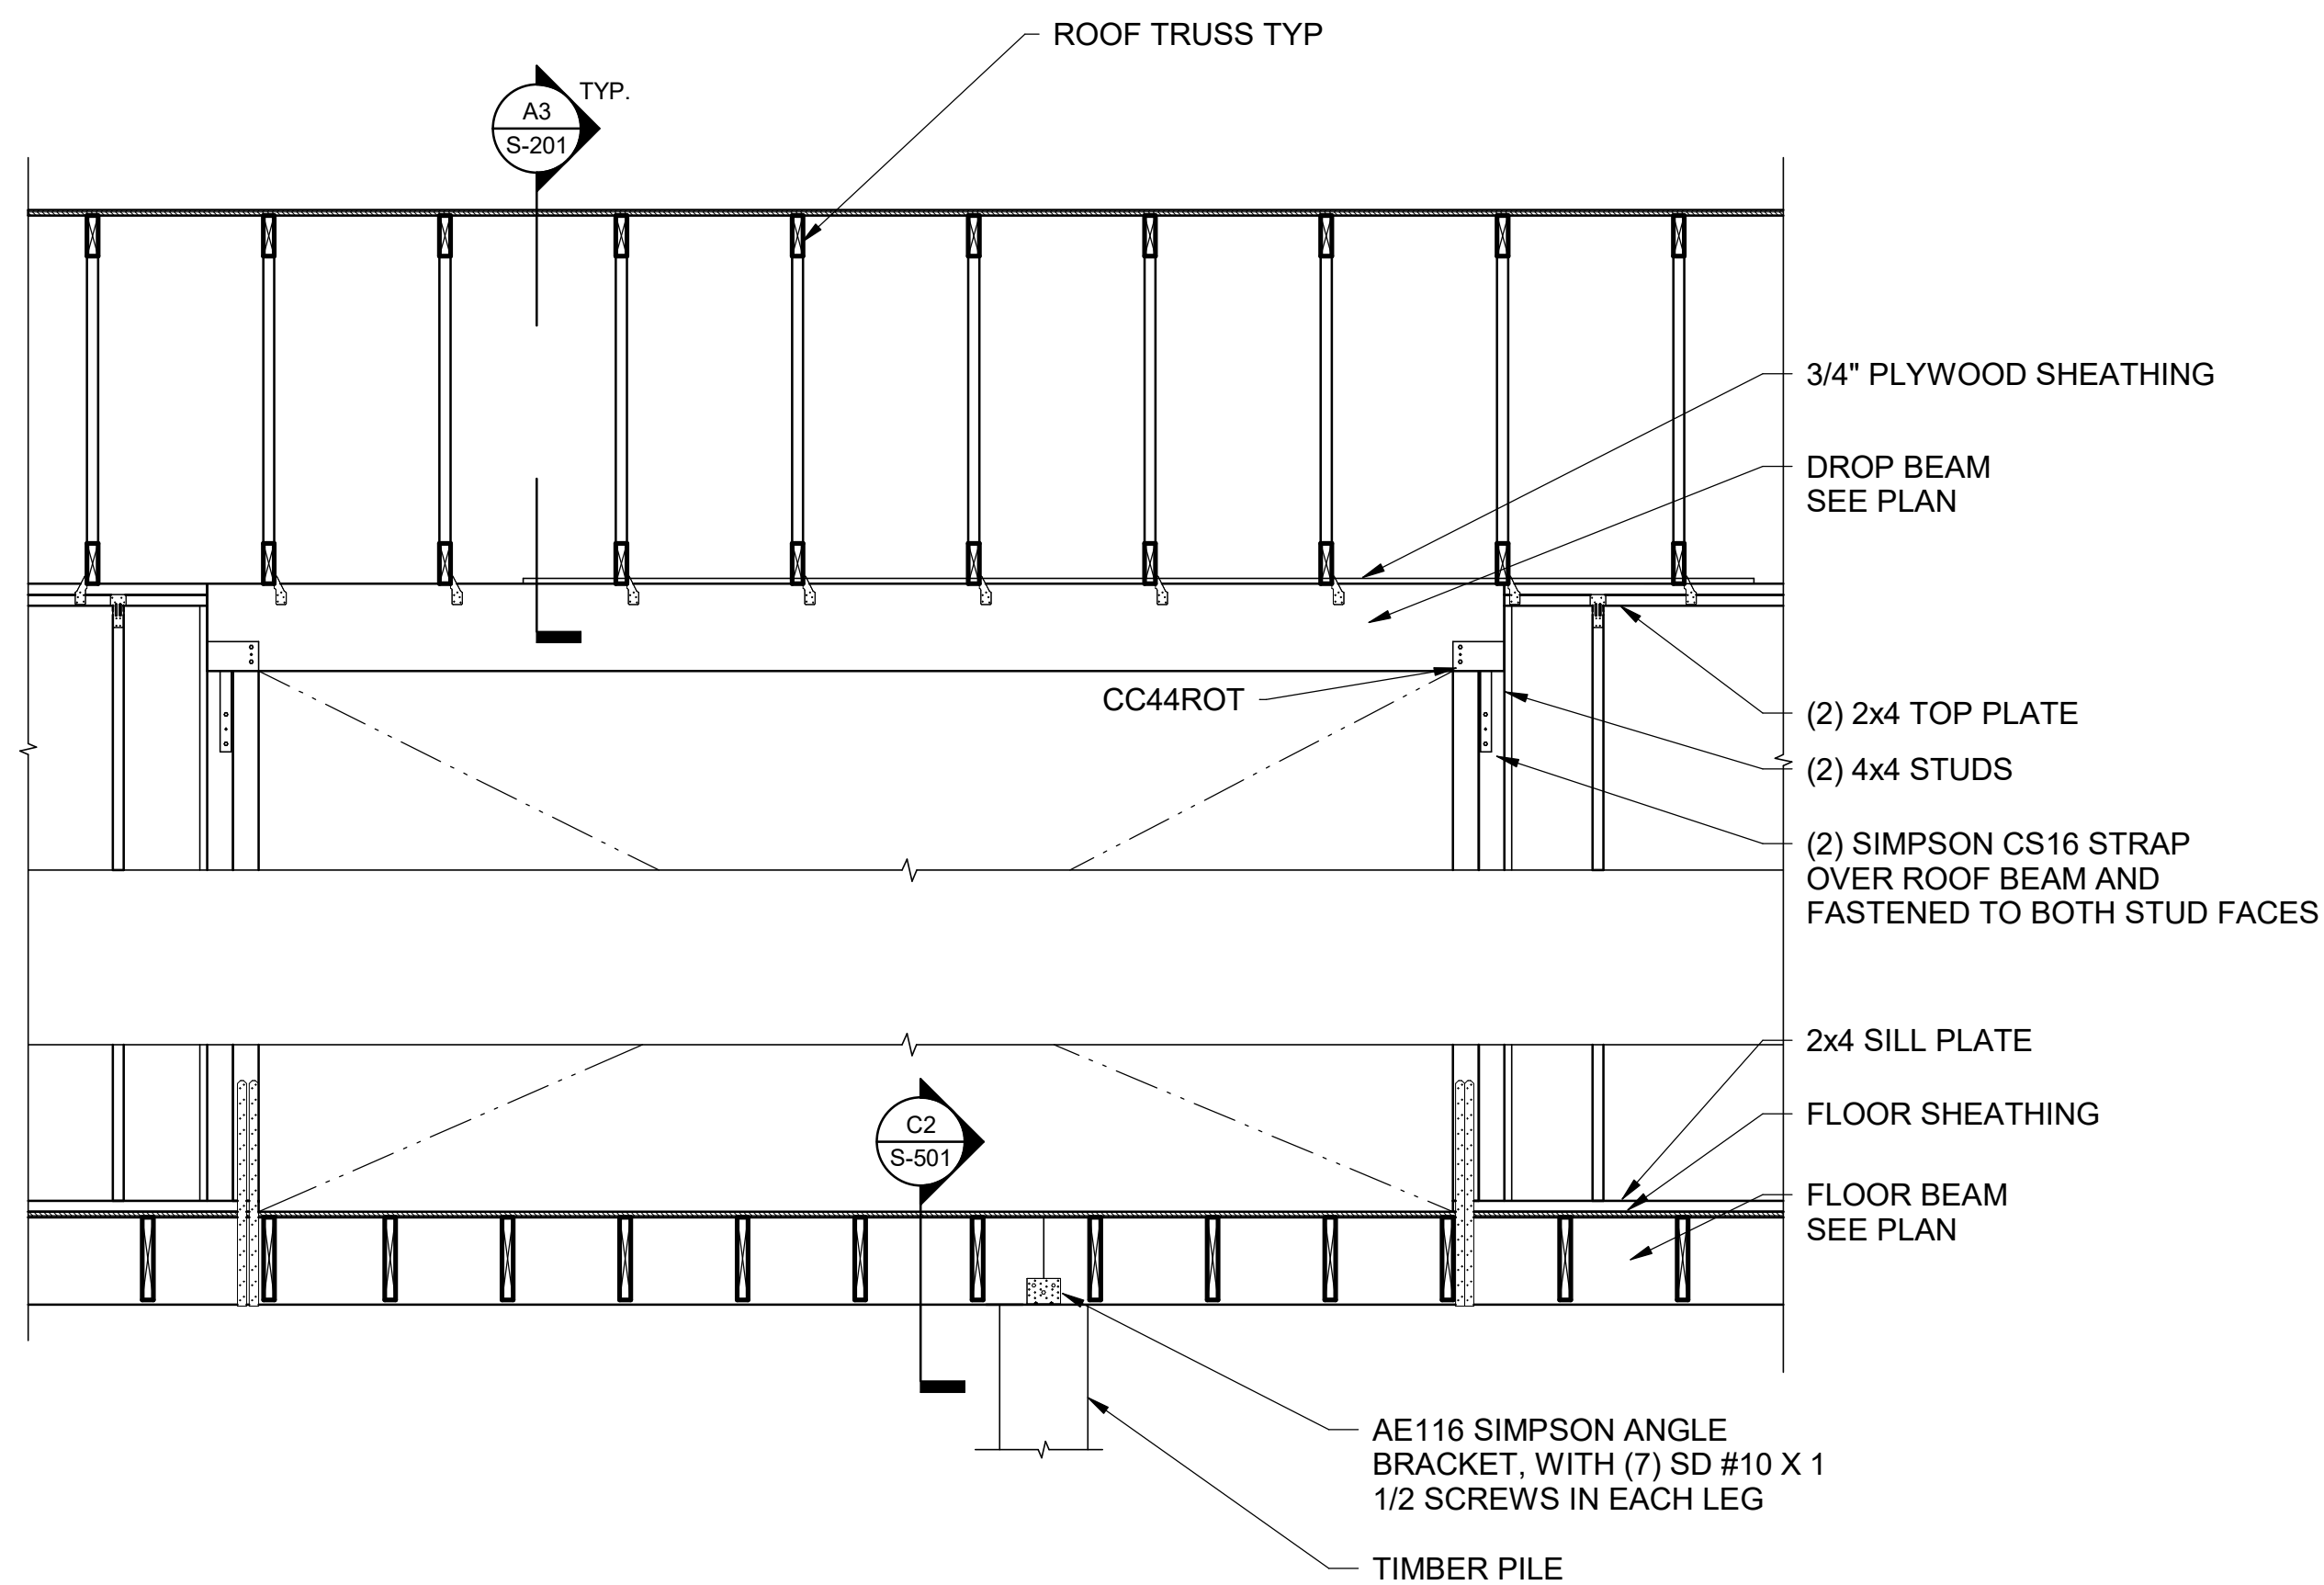 ROOF TRUSS TYP
TYP.
A3
S-201
3/4" PLYWOOD SHEATHING
DROP BEAM
SEE PLAN
CC44ROT
(2) 2x4 TOP PLATE
(2) 4x4 STUDS
(2) SIMPSON CS16 STRAP
OVER ROOF BEAM AND
FASTENED TO BOTH STUD FACES
2x4 SILL PLATE
FLOOR SHEATHING
C2
S-501
FLOOR BEAM
SEE PLAN
AE116 SIMPSON ANGLE
BRACKET, WITH (7) SD #10 X 1
1/2 SCREWS IN EACH LEG
TIMBER PILE